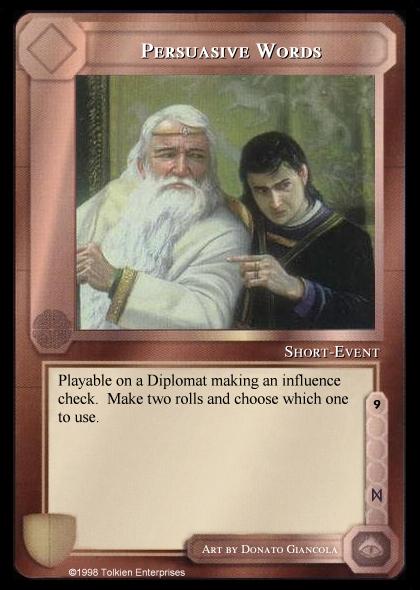 Persuasive Words
Short-Event
Playable on a Diplomat making an influence
check. Make two rolls and choose which one
to use.
9
ᛞ
Art by Donato Giancola
©1998 Tolkien Enterprises